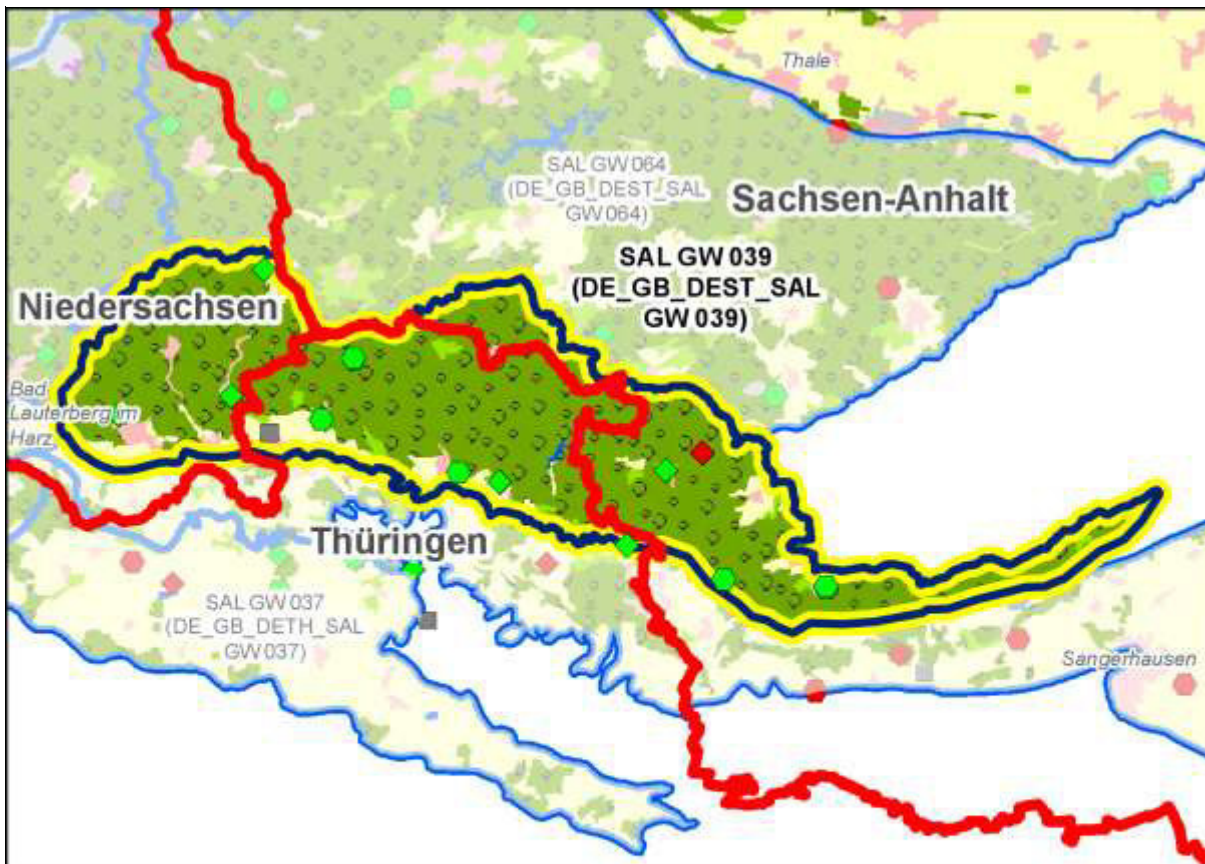 Thale
SAL GW 064
(DE_GB_DEST_SAL
GW 064)
Sachsen-Anhalt
SAL GW 039
(DE_GB_DEST_SAL
GW 039)
Niedersachsen
Bad
Lauterberg im
Harz
Thüringen
SAL GW 037
(DE_GB_DETH_SAL
GW 037)
Sangerhausen